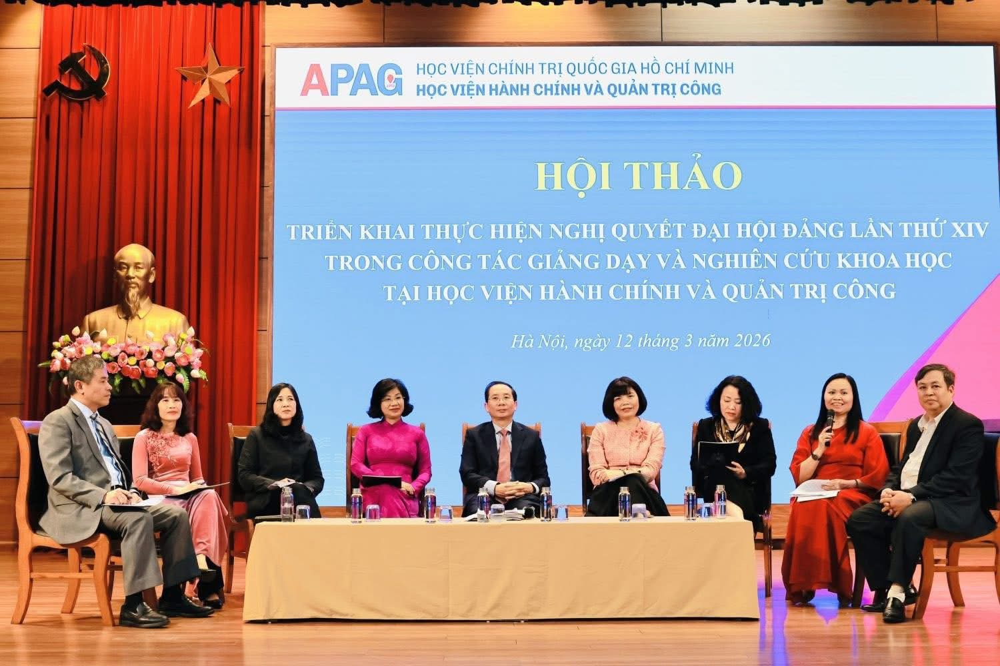 APAG
HỌC VIỆN CHÍNH TRỊ QUỐC GIA HỒ CHÍ MINH
HỌC VIỆN HÀNH CHÍNH VÀ QUẢN TRỊ CÔNG
HỘI THẢO
TRIỂN KHAI THỰC HIỆN NGHỊ QUYẾT ĐẠI HỘI ĐẢNG LẦN THỨ XIV
TRONG CÔNG TÁC GIẢNG DẠY VÀ NGHIÊN CỨU KHOA HỌC
TẠI HỌC VIỆN HÀNH CHÍNH VÀ QUẢN TRỊ CÔNG
Hà Nội, ngày 12 tháng 3 năm 2026